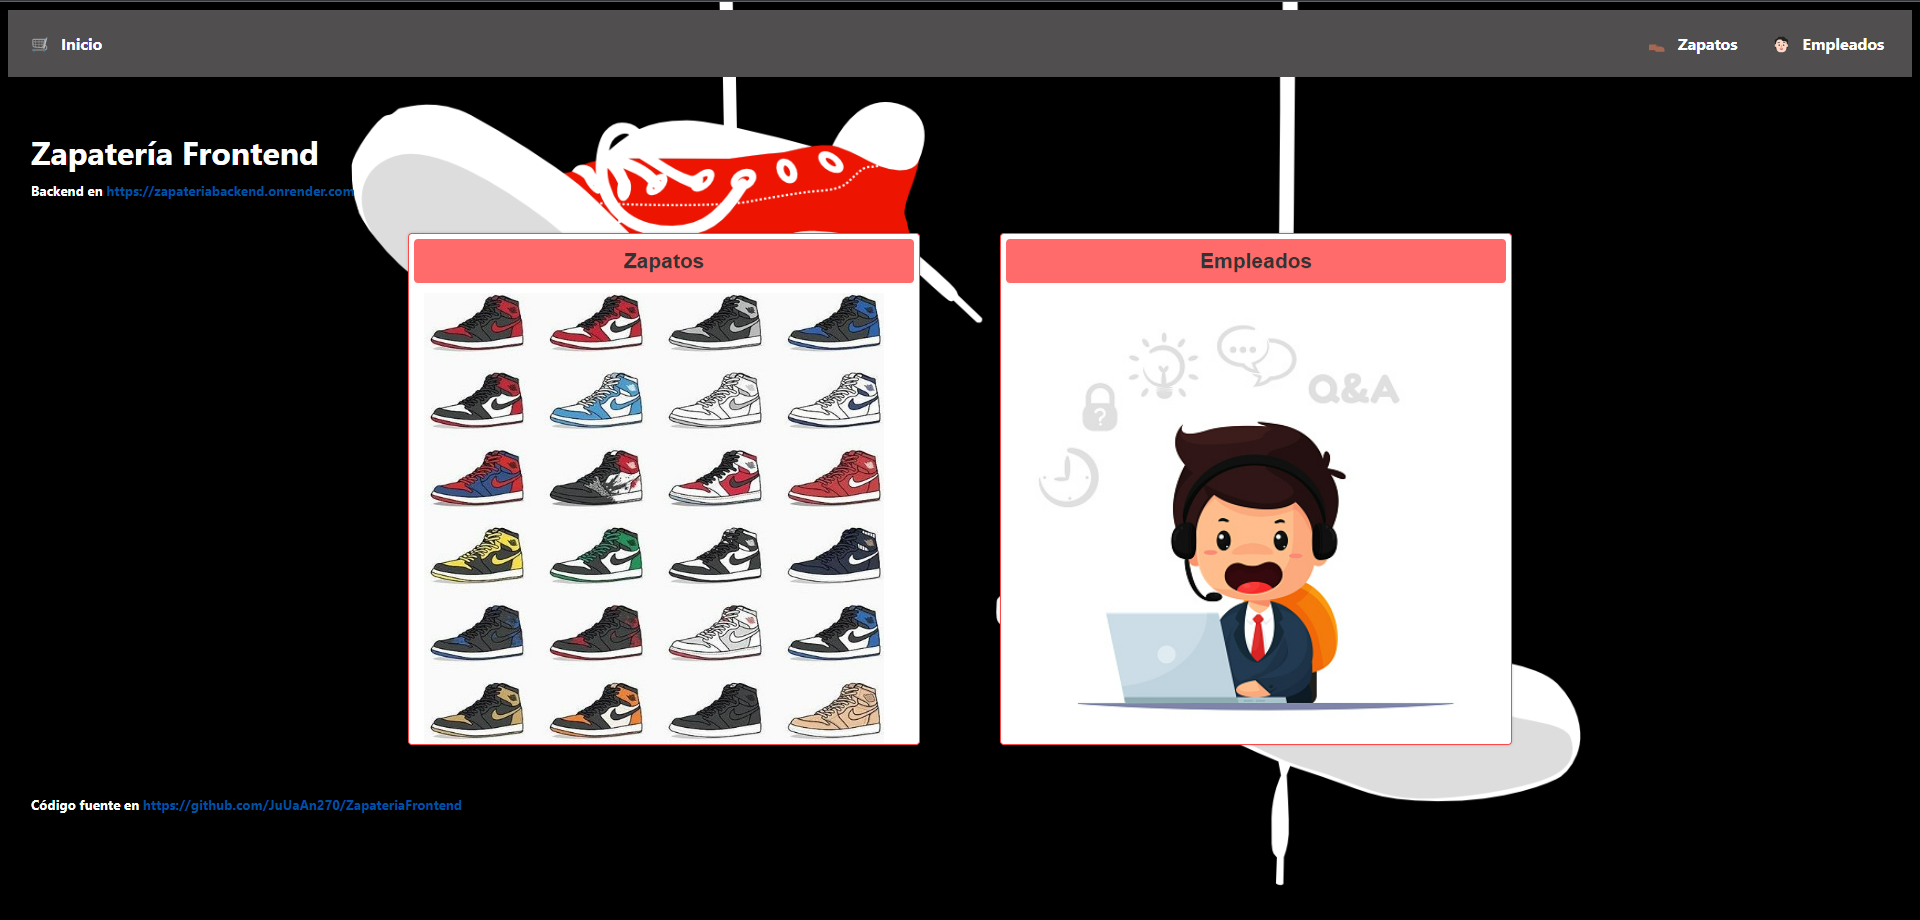 Inicio
Zapatos
Empleados
Zapatería Frontend
Backend en https://zapateriabackend.onrender.com
Zapatos
Empleados
Q&A
?
Código fuente en https://github.com/JuUaAn270/ZapateriaFrontend